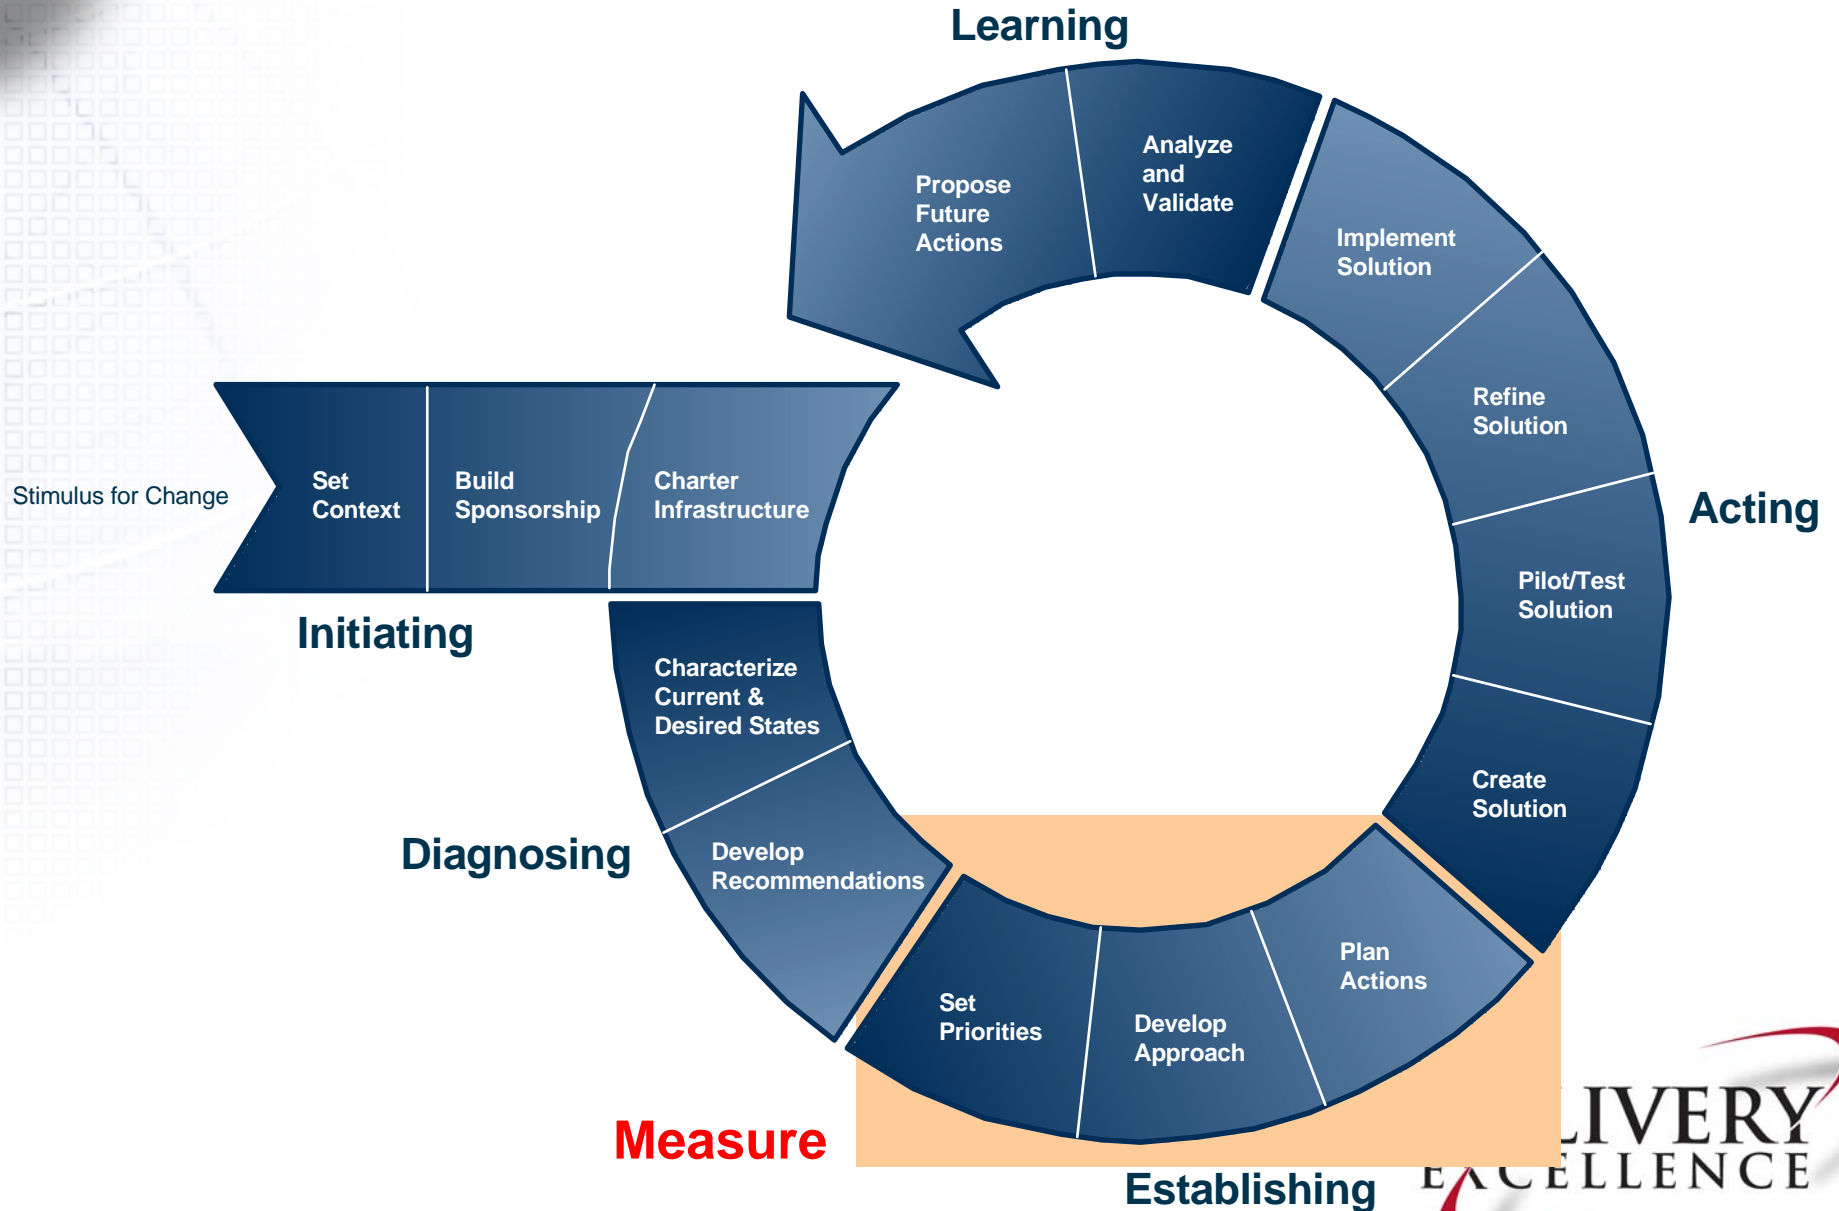 Learning
Analyze
and
Validate
Propose
Future
Actions
Implement
Solution
Refine
Solution
Stimulus for Change
Set
Context
Build
Sponsorship
Charter
Infrastructure
Acting
Pilot/Test
Solution
Initiating
Characterize
Current &
Desired States
Create
Solution
Diagnosing
Develop
Recommendations
Plan
Actions
Set
Priorities
Develop
Approach
Measure
Establishing
LIVERY
EXCELLENCE